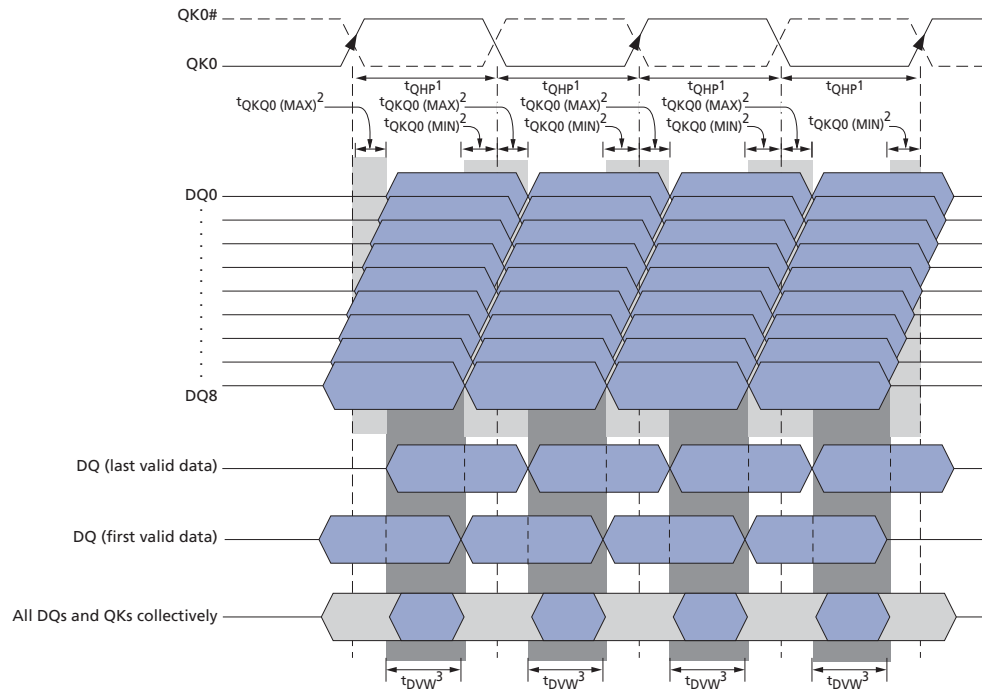 QK0#
QK0
tQHP1 tQHP1 tQHP1 tQHP1
tQKQ0 (MAX)2 tQKQ0 (MAX)2 tQKQ0 (MAX)2 tQKQ0 (MAX)2
tQKQ0 (MIN)2 tQKQ0 (MIN)2 tQKQ0 (MIN)2 tQKQ0 (MIN)2
DQ0
DQ8
DQ (last valid data)
DQ (first valid data)
All DQs and QKs collectively
tDVW3 tDVW3 tDVW3 tDVW3